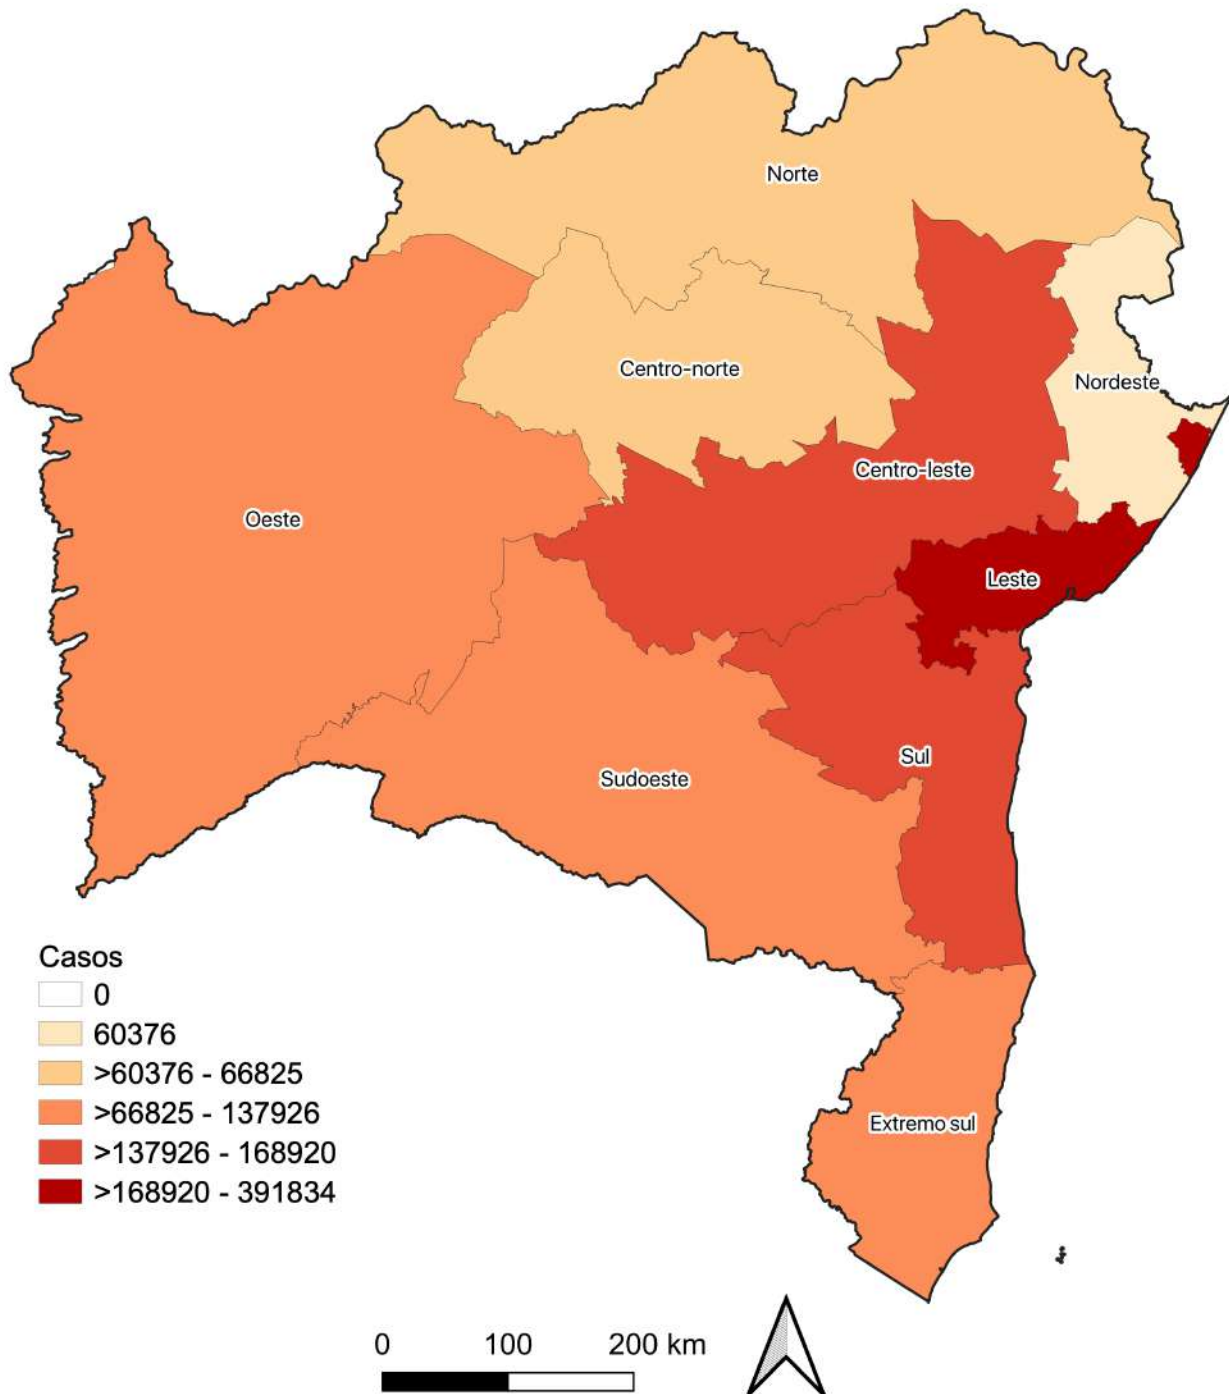 Norte
Centro-norte
Nordeste
Centro-leste
Oeste
Leste
Sul
Sudoeste
Extremo sul
Casos
0
60376
>60376 - 66825
>66825 - 137926
>137926 - 168920
>168920 - 391834
0 100 200 km